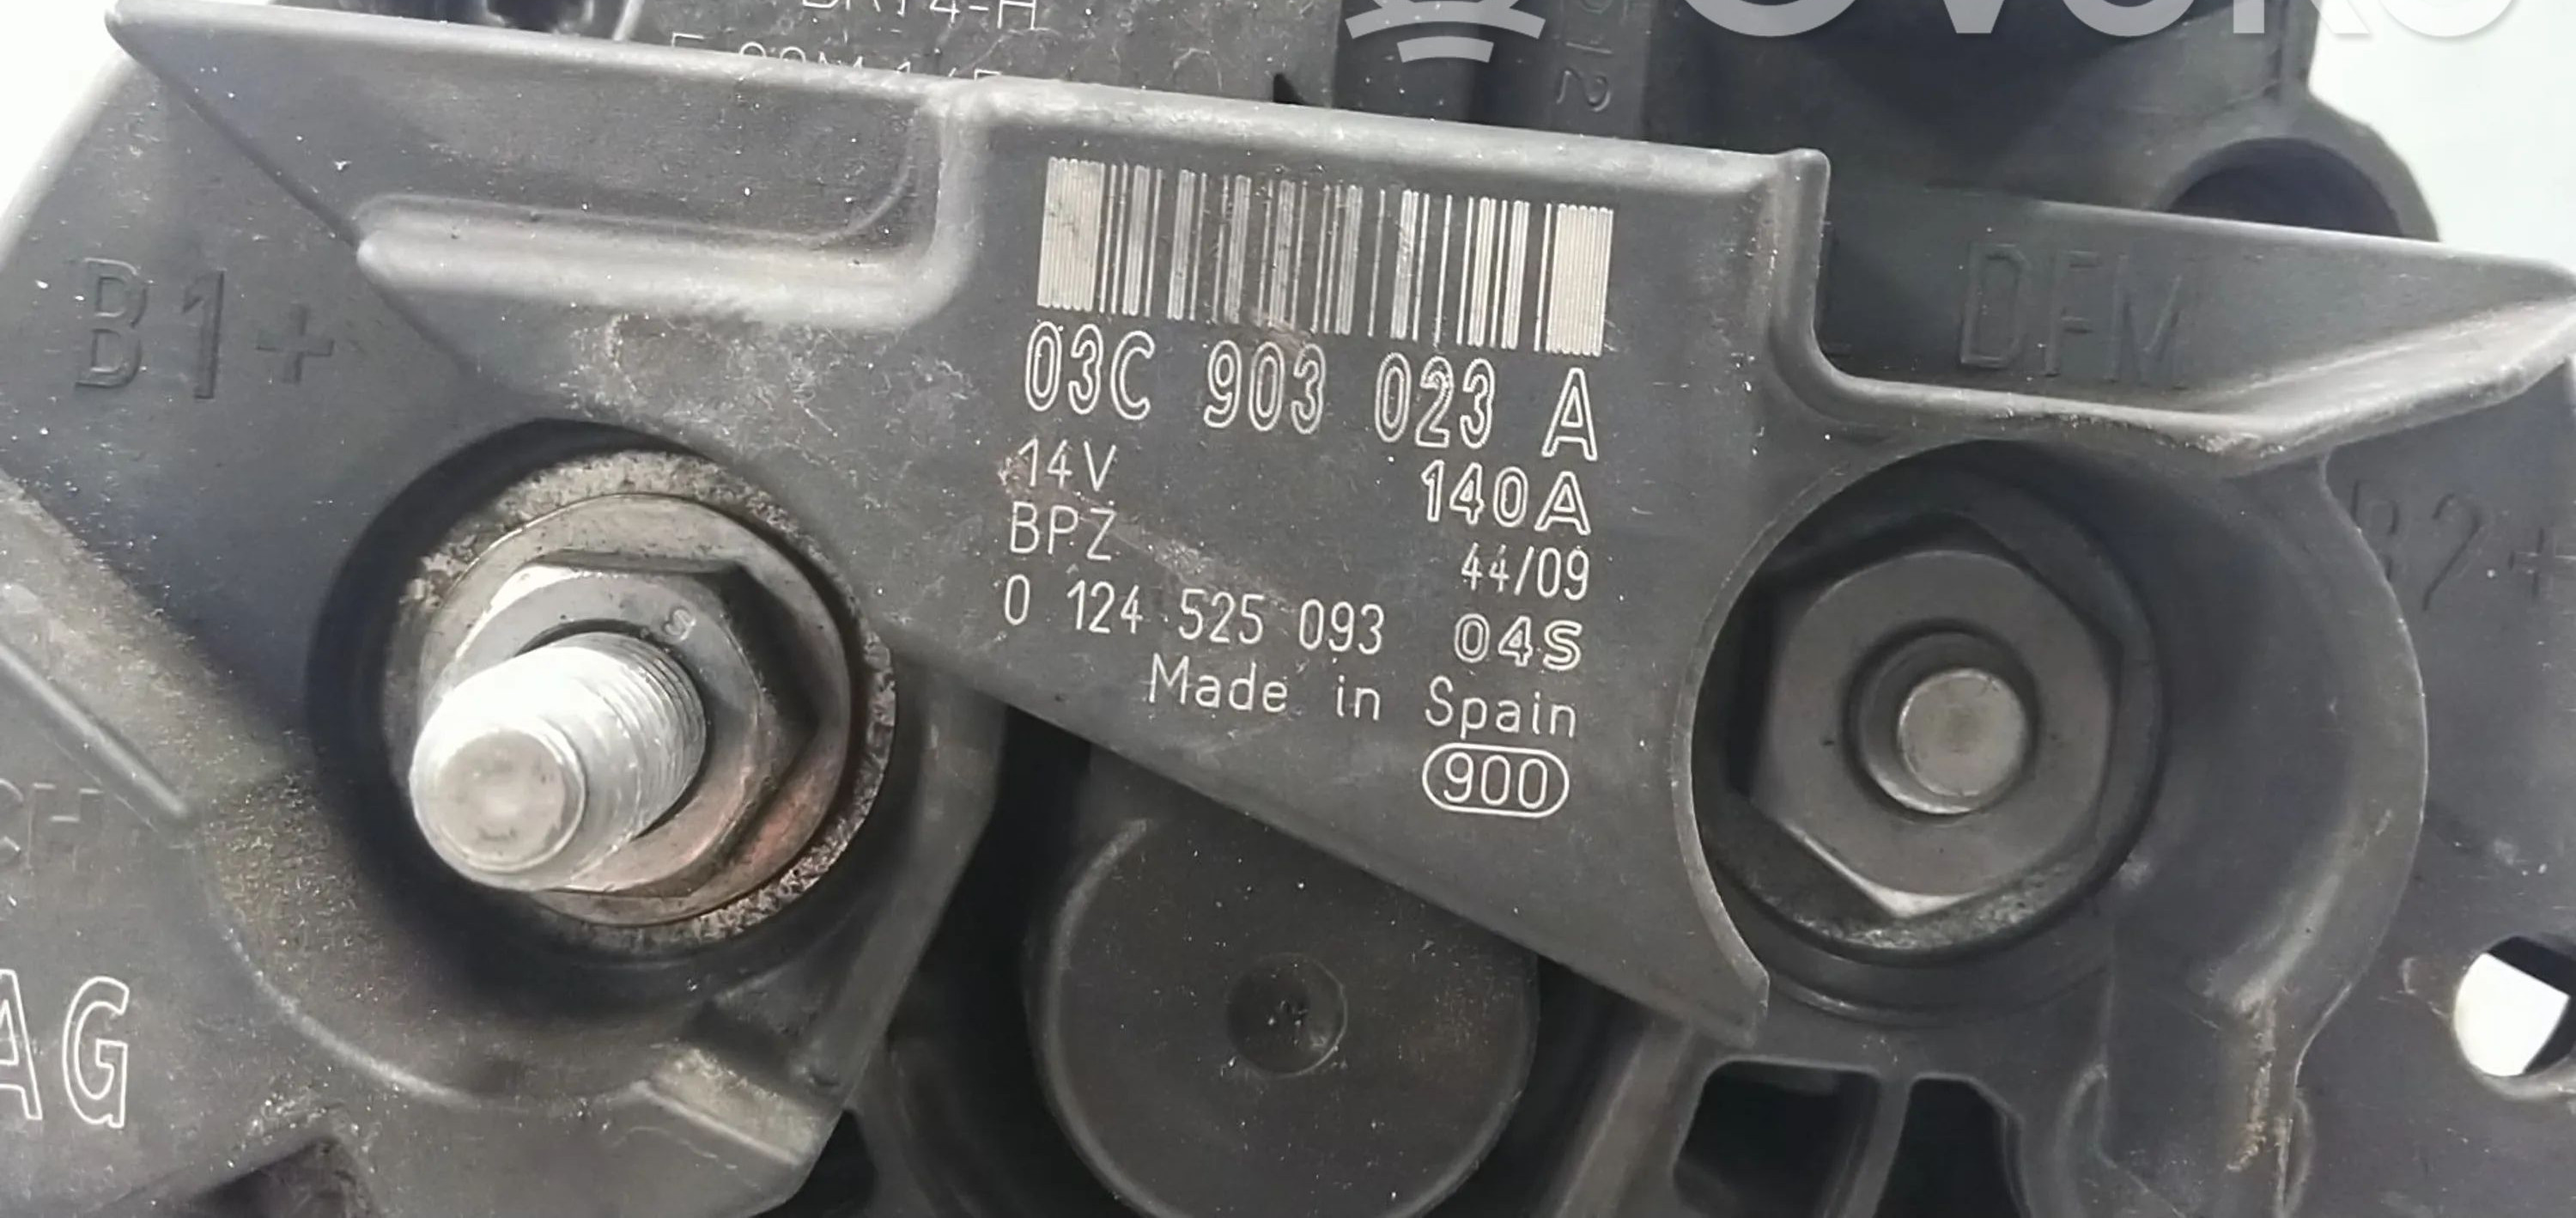 B1+
L DFM
03C 903 023 A
14V 140A
BPZ 44/09
0 124 525 093 04S
Made in Spain
900
AG